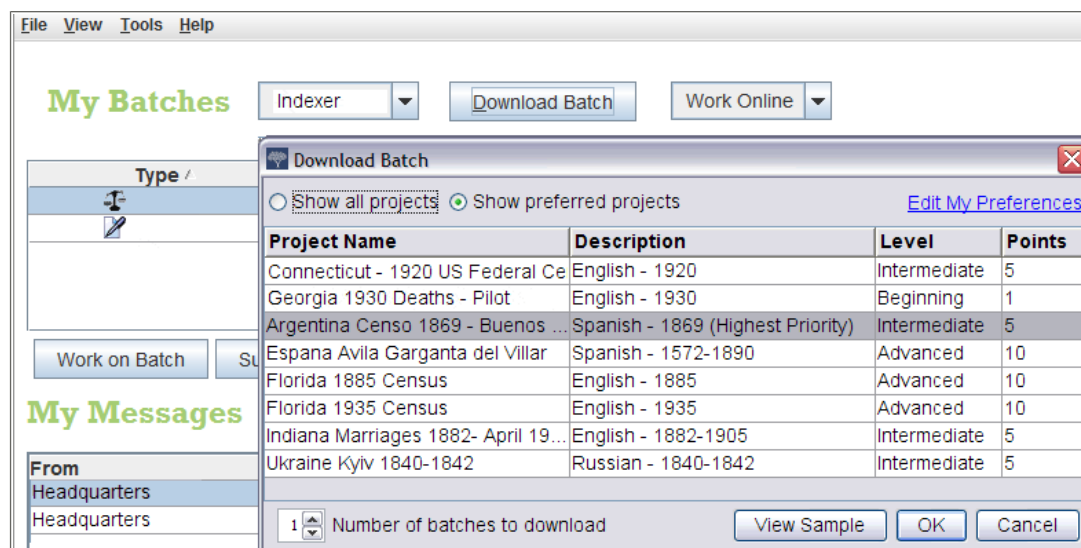 File View Tools Help
My Batches Indexer Download Batch Work Online
Type
Download Batch
Show all projects Show preferred projects Edit My Preferences
Project Name Description Level Points
Connecticut - 1920 US Federal Ce English - 1920 Intermediate 5
Georgia 1930 Deaths - Pilot English - 1930 Beginning 1
Argentina Censo 1869 - Buenos ... Spanish - 1869 (Highest Priority) Intermediate 5
Espana Avila Garganta del Villar Spanish - 1572-1890 Advanced 10
Florida 1885 Census English - 1885 Advanced 10
Florida 1935 Census English - 1935 Advanced 10
Indiana Marriages 1882- April 19... English - 1882-1905 Intermediate 5
Ukraine Kyiv 1840-1842 Russian - 1840-1842 Intermediate 5
1 Number of batches to download View Sample OK Cancel
Work on Batch Su
My Messages
From
Headquarters
Headquarters